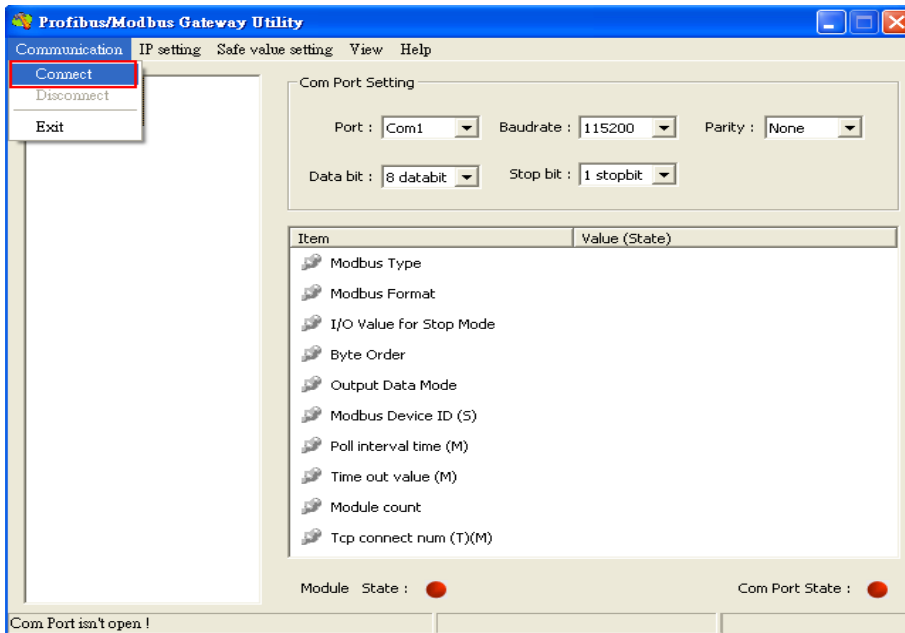 Profibus/Modbus Gateway Utility
Communication IP setting Safe value setting View Help
Connect
Disconnect
Exit
Com Port Setting
Port : Com1 Baudrate : 115200 Parity : None
Data bit : 8 databit Stop bit : 1 stopbit
Item Value (State)
Modbus Type
Modbus Format
I/O Value for Stop Mode
Byte Order
Output Data Mode
Modbus Device ID (S)
Poll interval time (M)
Time out value (M)
Module count
Tcp connect num (T)(M)
Module State : Com Port State :
Com Port isn't open !